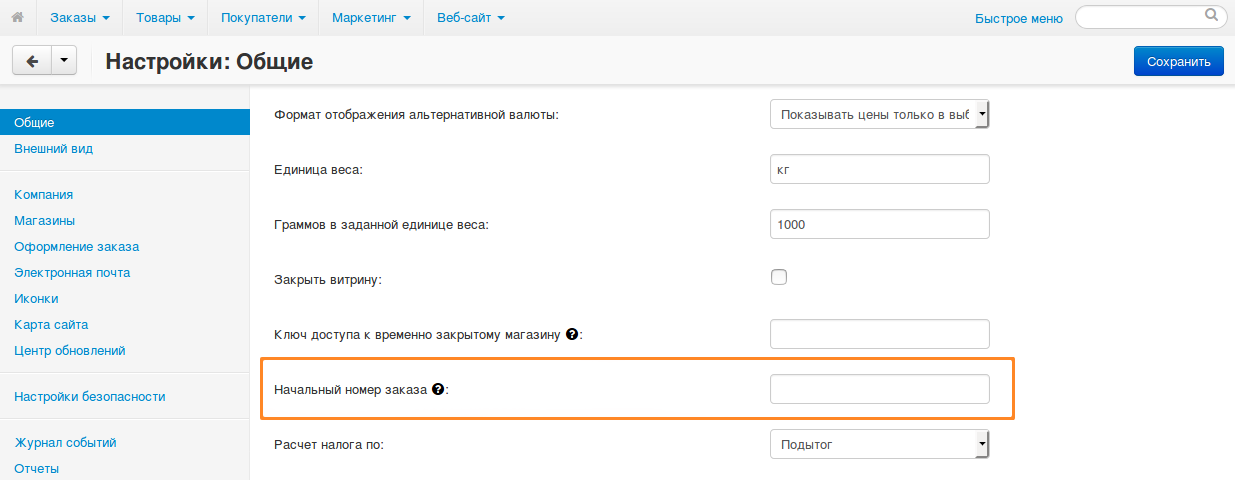 Заказы Товары Покупатели Маркетинг Веб-сайт Быстрое меню
Настройки: Общие Сохранить
Общие
Внешний вид
Компания
Магазины
Оформление заказа
Электронная почта
Иконки
Карта сайта
Центр обновлений
Настройки безопасности
Журнал событий
Отчеты
Формат отображения альтернативной валюты: Показывать цены только в выб
Единица веса: кг
Граммов в заданной единице веса: 1000
Закрыть витрину:
Ключ доступа к временно закрытому магазину ?:
Начальный номер заказа ?:
Расчет налога по: Подытог